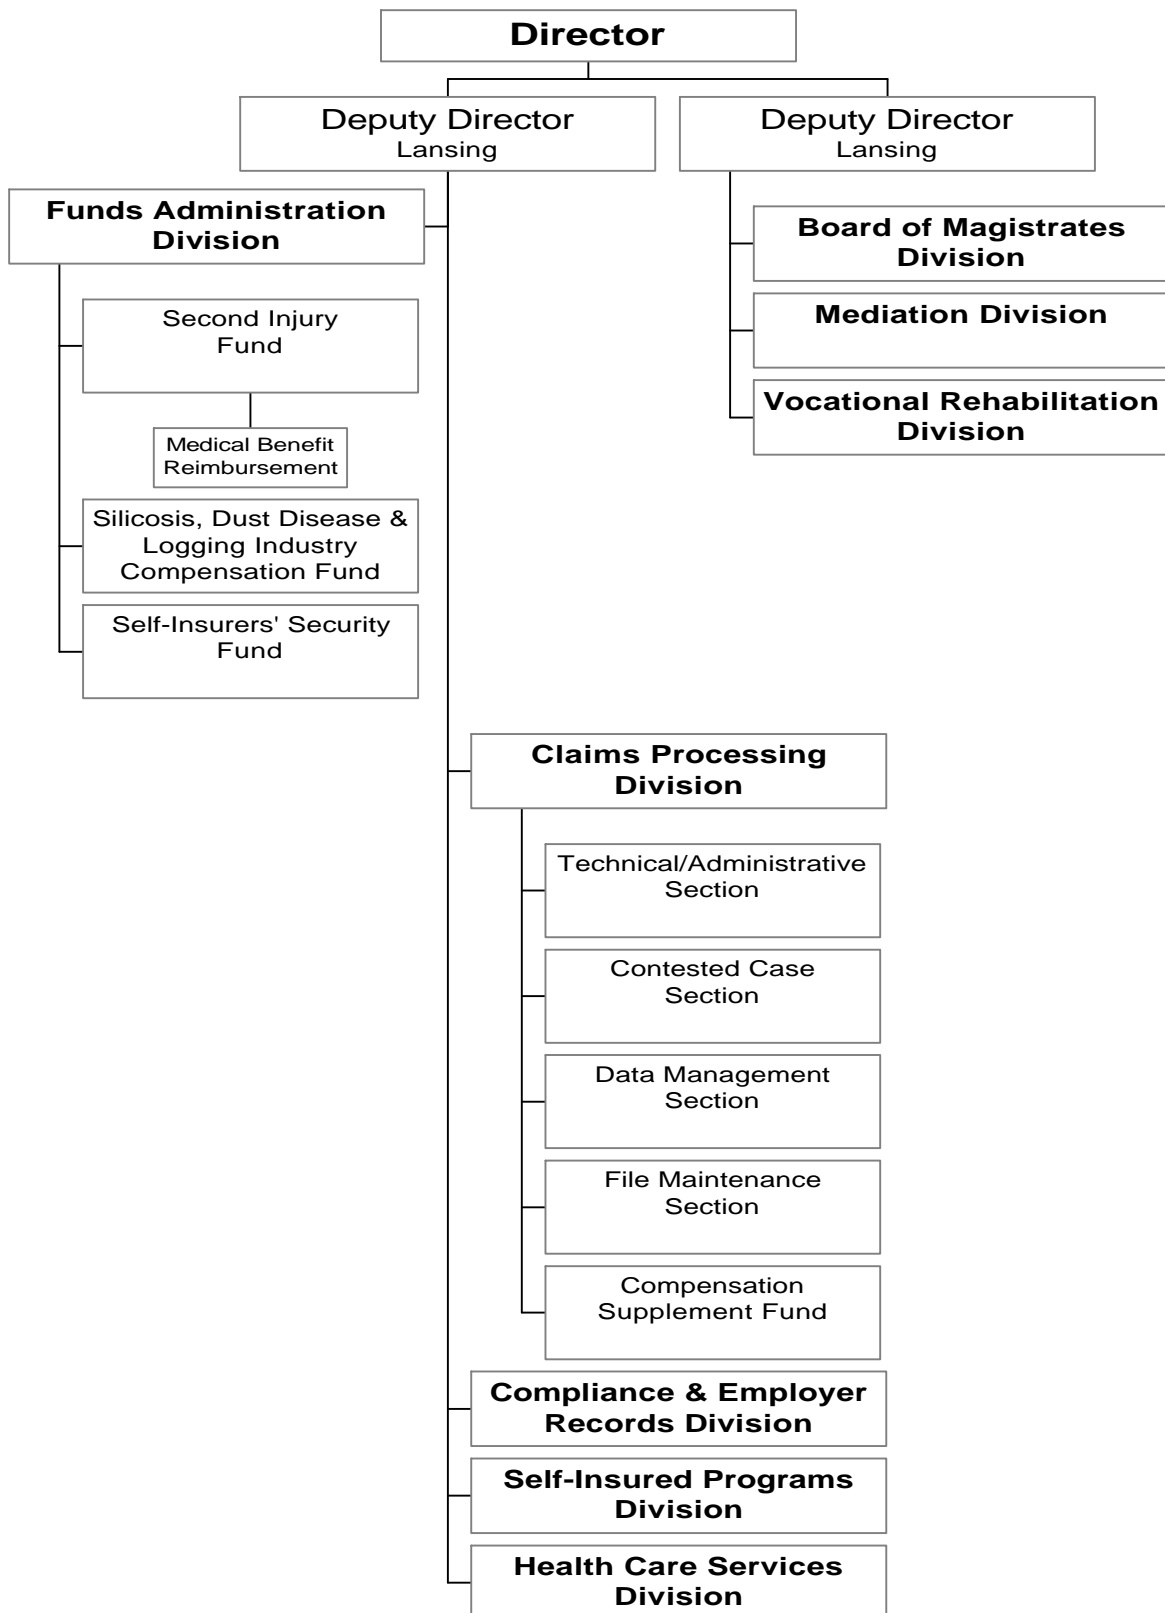 Director
Deputy Director
Lansing
Deputy Director
Lansing
Funds Administration
Division
Second Injury
Fund
Medical Benefit
Reimbursement
Silicosis, Dust Disease &
Logging Industry
Compensation Fund
Self-Insurers' Security
Fund
Board of Magistrates
Division
Mediation Division
Vocational Rehabilitation
Division
Claims Processing
Division
Technical/Administrative
Section
Contested Case
Section
Data Management
Section
File Maintenance
Section
Compensation
Supplement Fund
Compliance & Employer
Records Division
Self-Insured Programs
Division
Health Care Services
Division